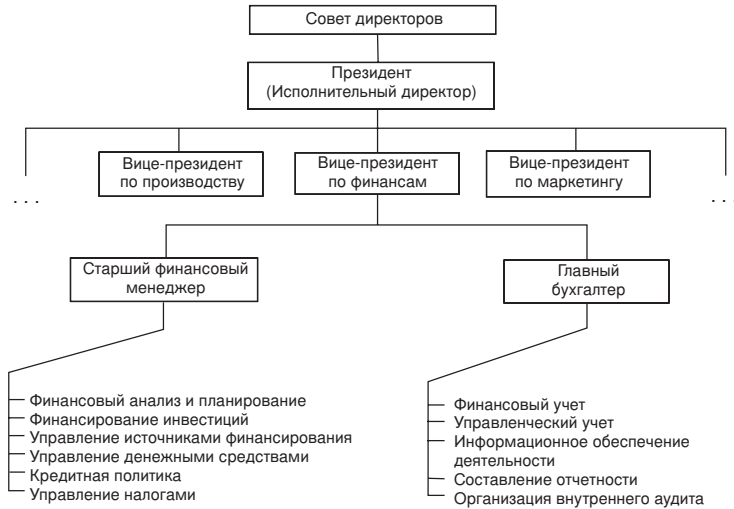 Совет директоров
Президент
(Исполнительный директор)
Вице-президент
по производству
Вице-президент
по финансам
Вице-президент
по маркетингу
. . .
. . .
Старший финансовый
менеджер
Главный
бухгалтер
Финансовый анализ и планирование
Финансирование инвестиций
Управление источниками финансирования
Управление денежными средствами
Кредитная политика
Управление налогами
Финансовый учет
Управленческий учет
Информационное обеспечение
деятельности
Составление отчетности
Организация внутреннего аудита